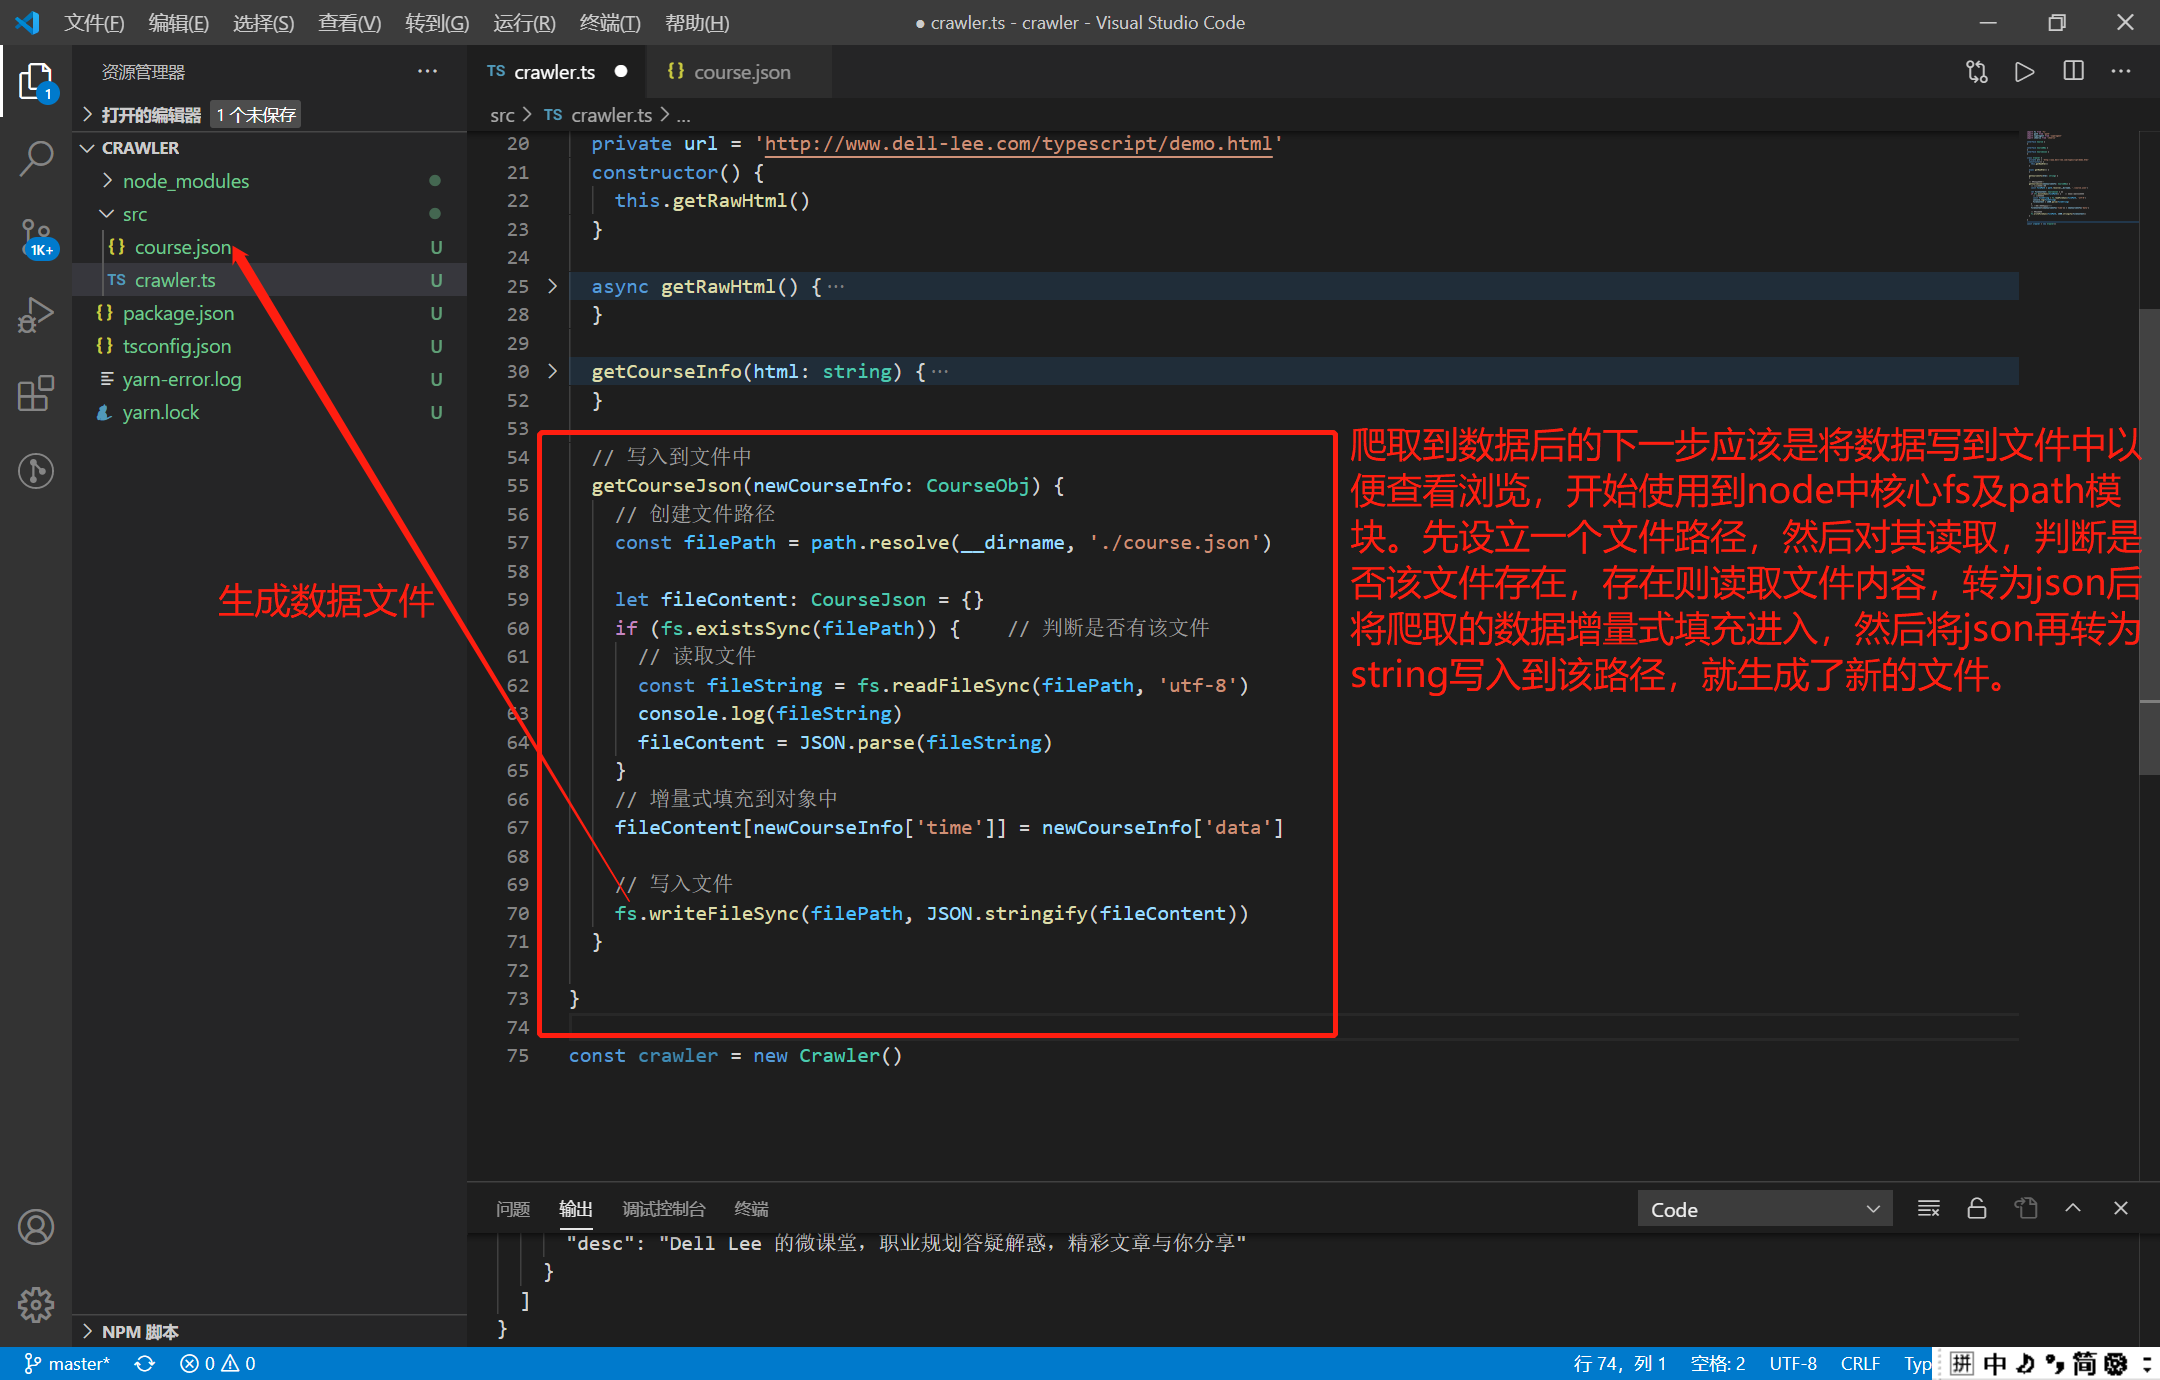 文件(F) 编辑(E) 选择(S) 查看(V) 转到(G) 运行(R) 终端(T) 帮助(H)
● crawler.ts - crawler - Visual Studio Code
资源管理器
TS crawler.ts
{} course.json
1
打开的编辑器 1 个未保存
src > TS crawler.ts > ...
CRAWLER
node_modules
src
{} course.json U
TS crawler.ts U
{} package.json U
{} tsconfig.json U
yarn-error.log U
yarn.lock U
1K+
20 private url = 'http://www.dell-lee.com/typescript/demo.html'
21 constructor() {
22 this.getRawHtml()
23 }
24
25 async getRawHtml() {···
28 }
29
30 getCourseInfo(html: string) {···
52 }
53
54 // 写入到文件中
55 getCourseJson(newCourseInfo: CourseObj) {
56 // 创建文件路径
57 const filePath = path.resolve(__dirname, './course.json')
58
59 let fileContent: CourseJson = {}
60 if (fs.existsSync(filePath)) { // 判断是否有该文件
61 // 读取文件
62 const fileString = fs.readFileSync(filePath, 'utf-8')
63 console.log(fileString)
64 fileContent = JSON.parse(fileString)
65 }
66 // 增量式填充到对象中
67 fileContent[newCourseInfo['time']] = newCourseInfo['data']
68
69 // 写入文件
70 fs.writeFileSync(filePath, JSON.stringify(fileContent))
71 }
72
73 }
74
75 const crawler = new Crawler()
生成数据文件
爬取到数据后的下一步应该是将数据写到文件中以
便查看浏览，开始使用到node中核心fs及path模
块。先设立一个文件路径，然后对其读取，判断是
否该文件存在，存在则读取文件内容，转为json后
将爬取的数据增量式填充进入，然后将json再转为
string写入到该路径，就生成了新的文件。
问题 输出 调试控制台 终端
Code
"desc": "Dell Lee 的微课堂，职业规划答疑解惑，精彩文章与你分享"
}
]
}
NPM 脚本
master* 0 0
行 74，列 1 空格: 2 UTF-8 CRLF Typ
拼 中 简